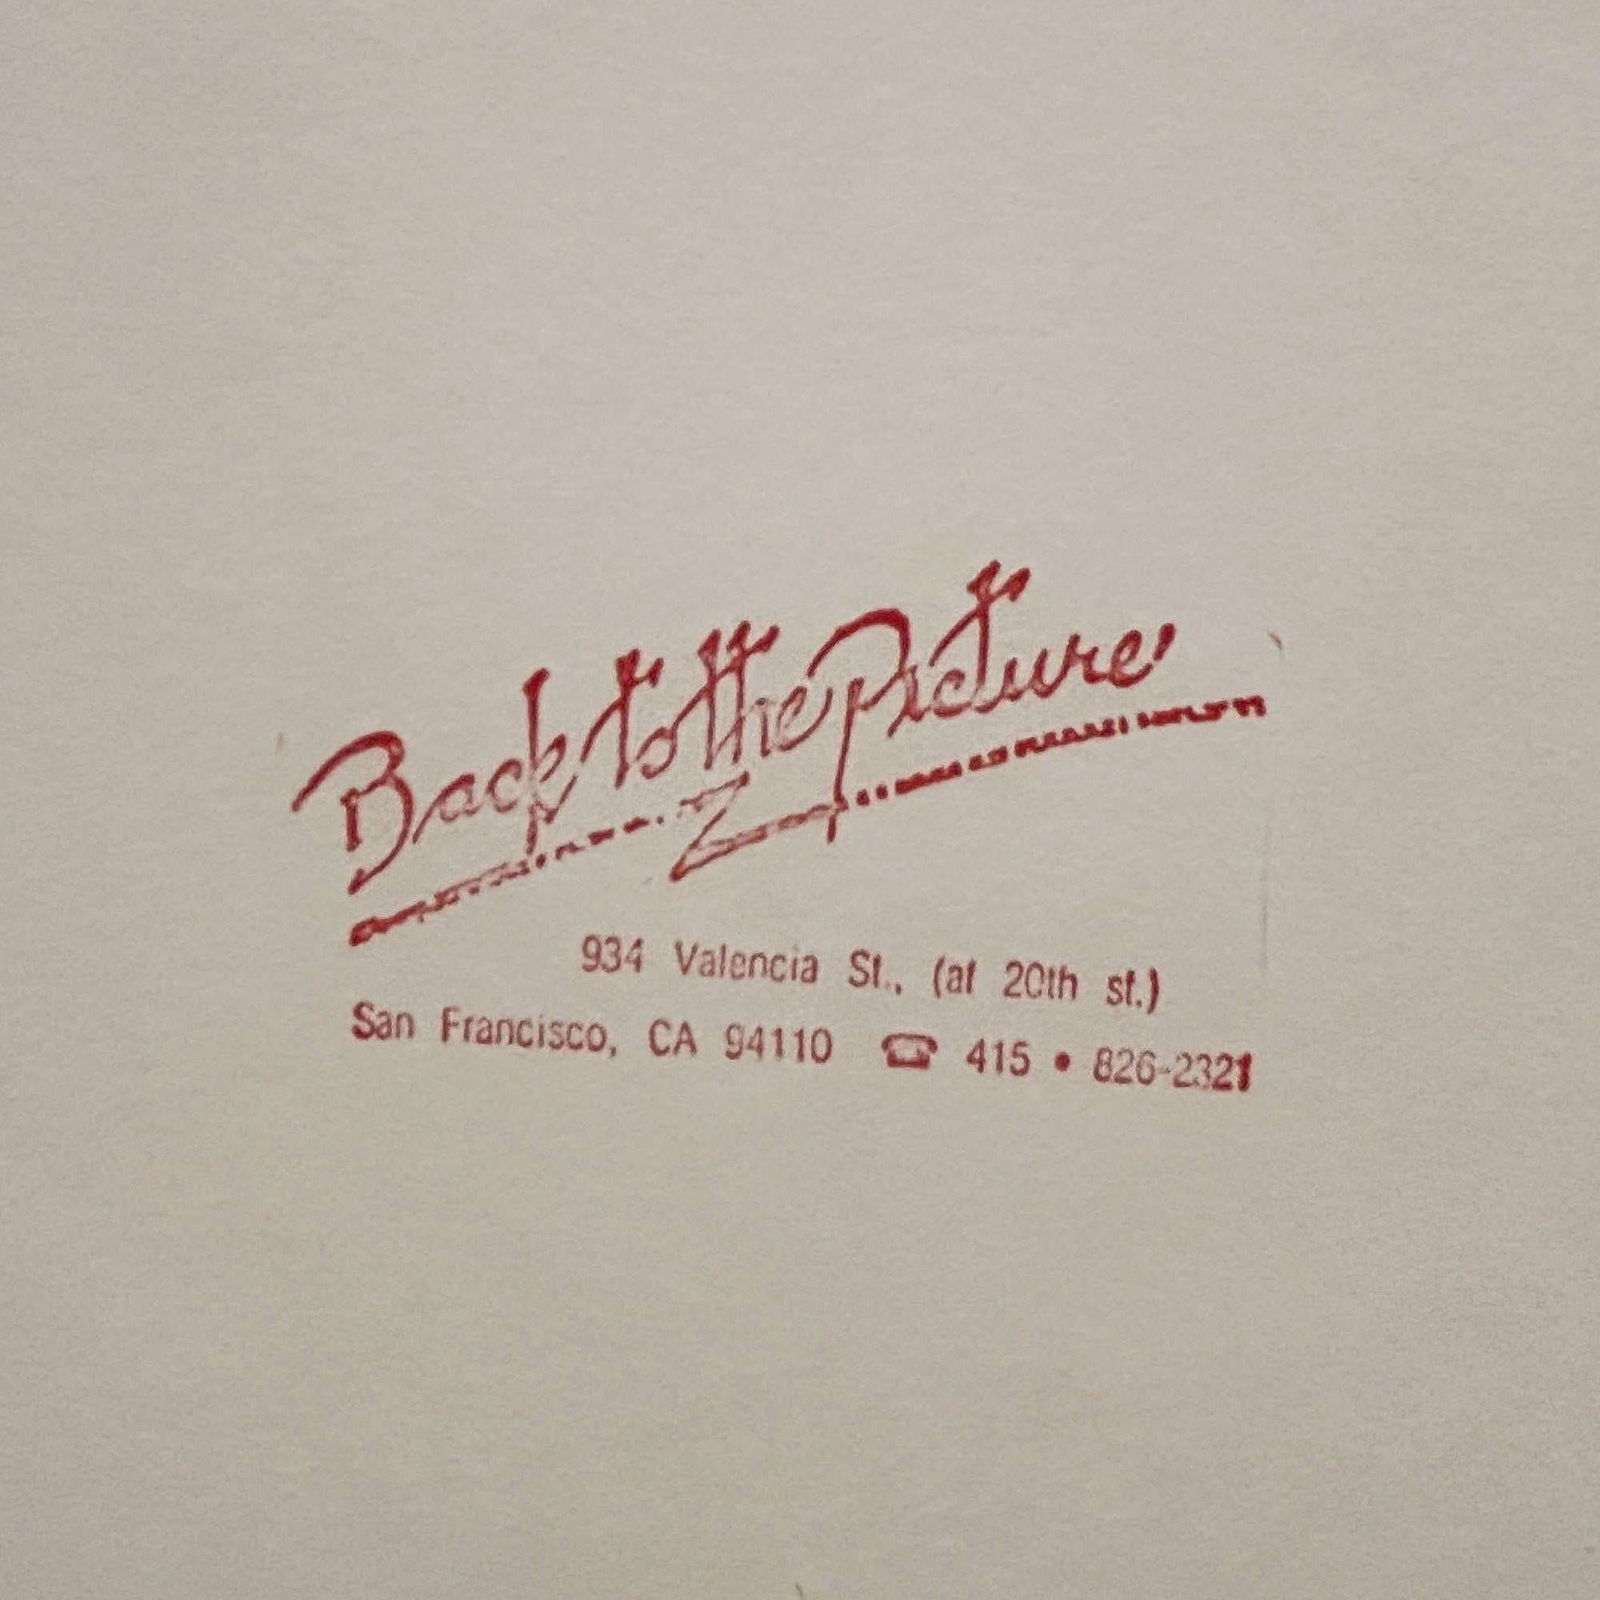 Back to the Picture
934 Valencia St., (at 20th st.)
San Francisco, CA 94110 ☎ 415 • 826-2321